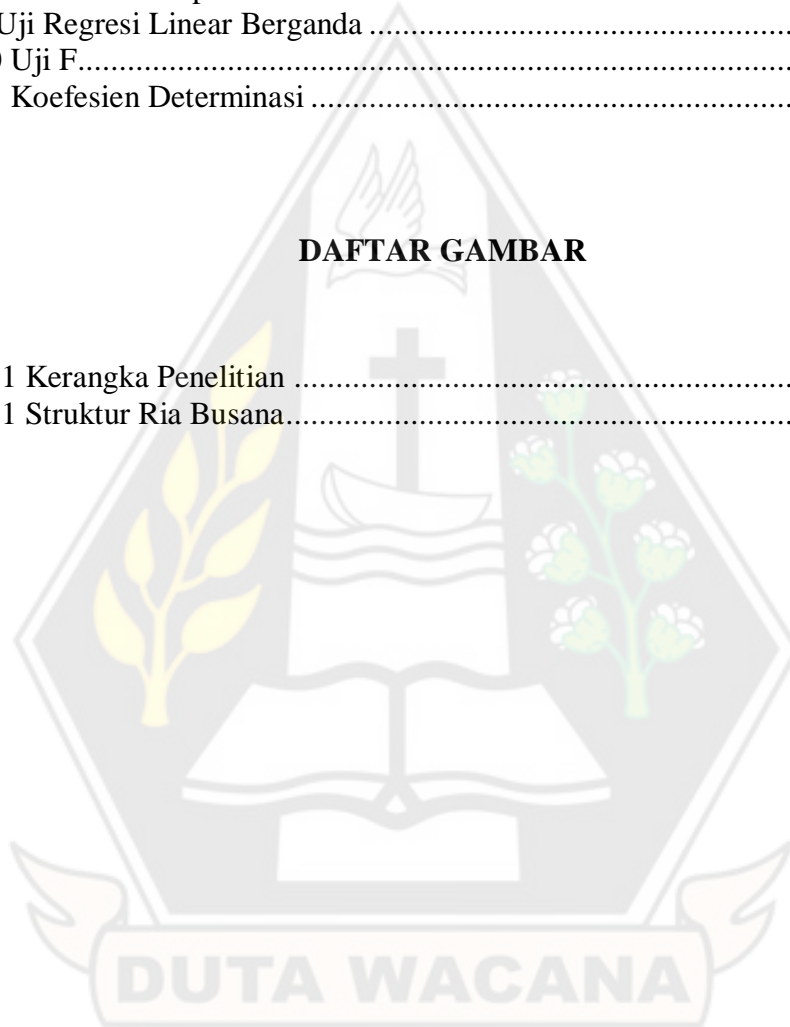 Uji Regresi Linear Berganda ....................................................
Uji F.........................................................................................
Koefesien Determinasi ............................................................
DAFTAR GAMBAR
1 Kerangka Penelitian ..............................................................
1 Struktur Ria Busana...............................................................
DUTA WACANA